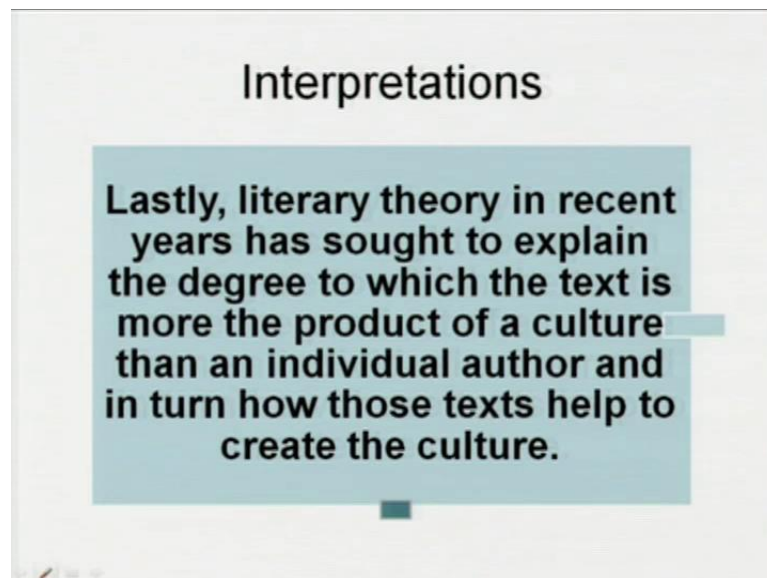 Interpretations
Lastly, literary theory in recent
years has sought to explain
the degree to which the text is
more the product of a culture
than an individual author and
in turn how those texts help to
create the culture.